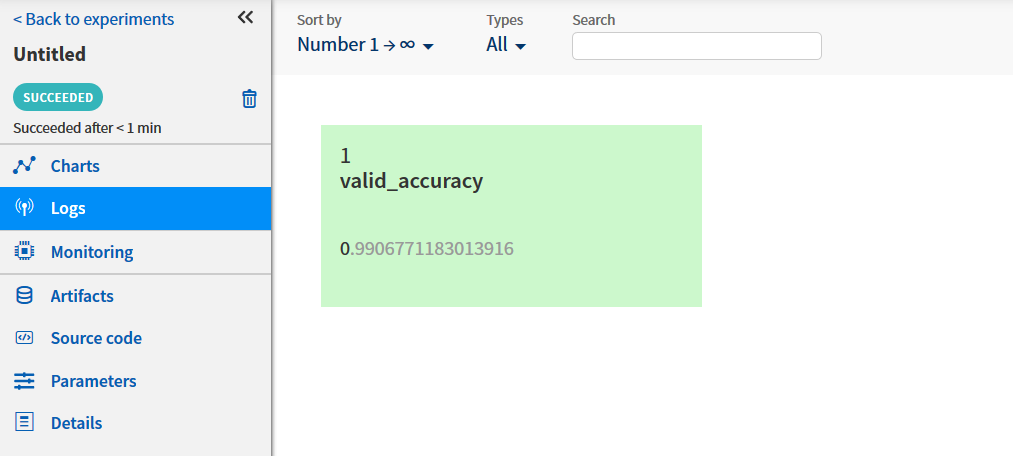 < Back to experiments
Untitled
SUCCEEDED
Succeeded after < 1 min
Charts
Logs
Monitoring
Artifacts
Source code
Parameters
Details
Sort by
Number 1 → ∞
Types
All
Search
1
valid_accuracy
0.9906771183013916